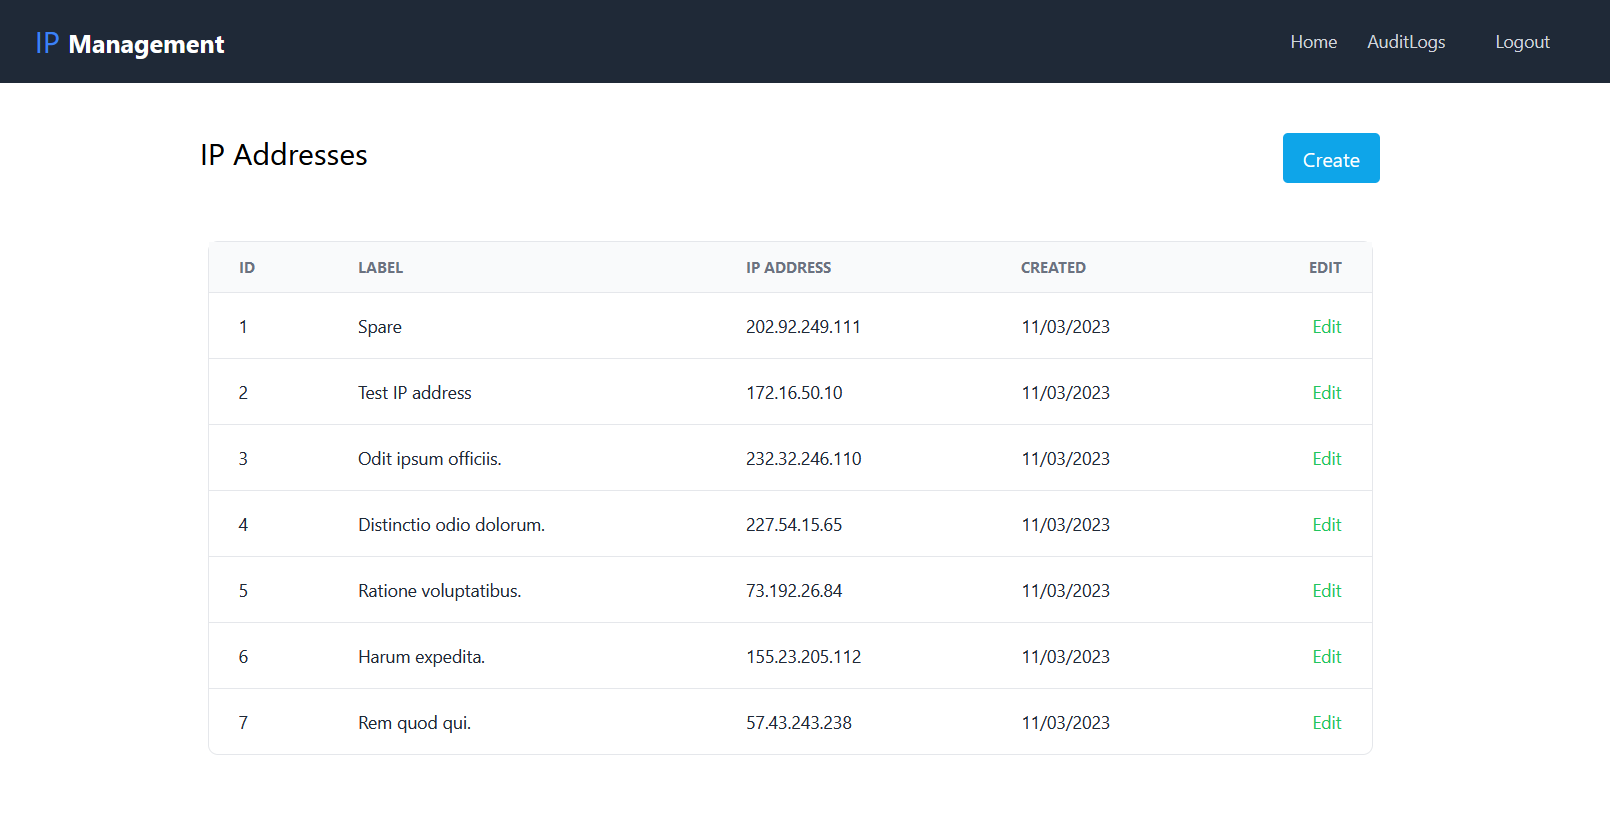 IP Management Home AuditLogs Logout
IP Addresses Create
ID LABEL IP ADDRESS CREATED EDIT
1 Spare 202.92.249.111 11/03/2023 Edit
2 Test IP address 172.16.50.10 11/03/2023 Edit
3 Odit ipsum officiis. 232.32.246.110 11/03/2023 Edit
4 Distinctio odio dolorum. 227.54.15.65 11/03/2023 Edit
5 Ratione voluptatibus. 73.192.26.84 11/03/2023 Edit
6 Harum expedita. 155.23.205.112 11/03/2023 Edit
7 Rem quod qui. 57.43.243.238 11/03/2023 Edit